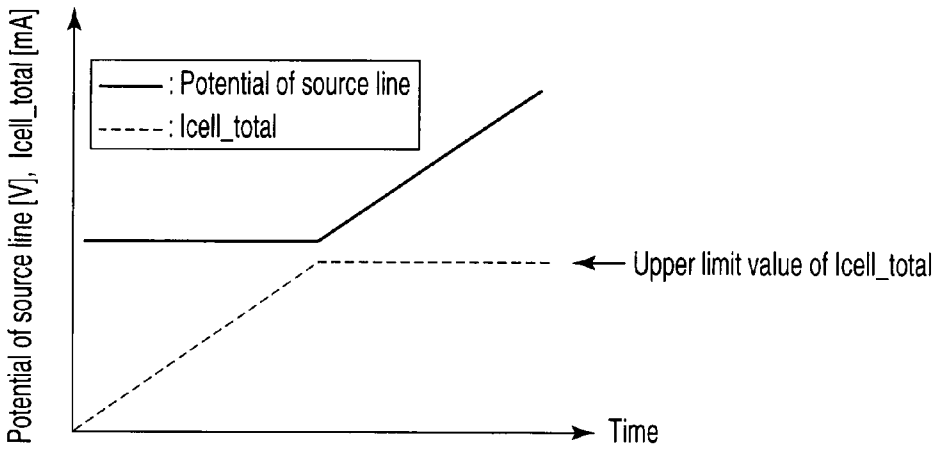 Potential of source line [V], Icell_total [mA]
: Potential of source line
: Icell_total
Upper limit value of Icell_total
Time